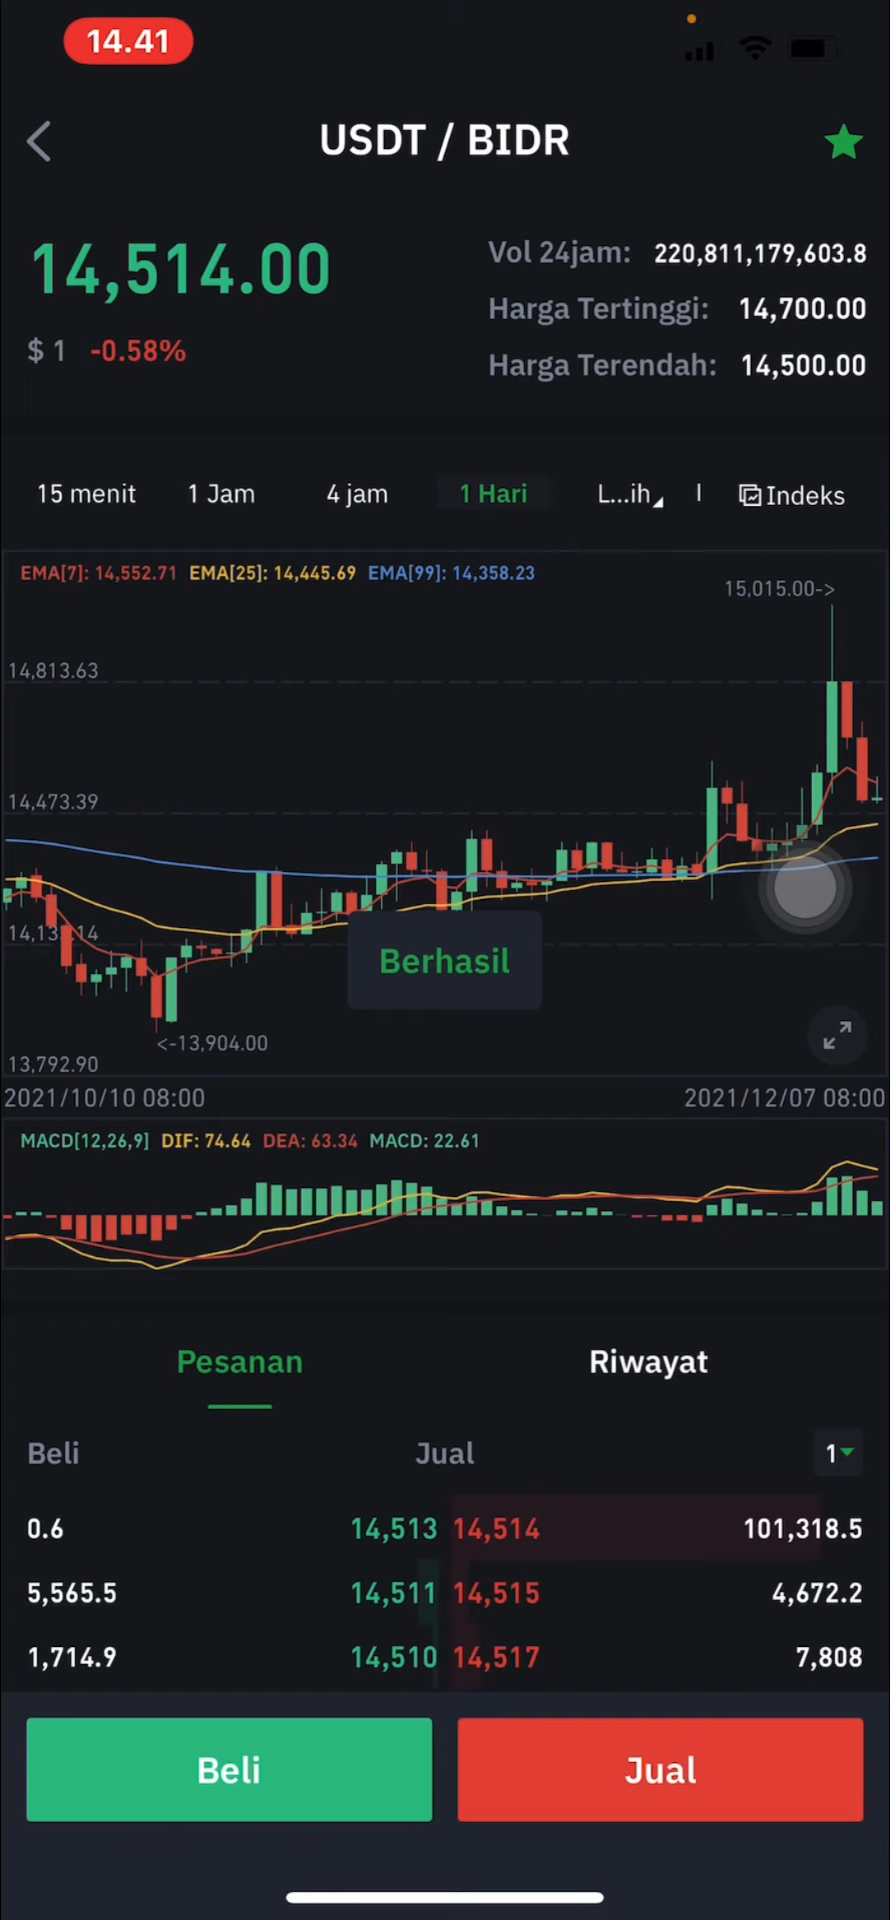 14.41
USDT / BIDR
14,514.00
$ 1 -0.58%
Vol 24jam: 220,811,179,603.8
Harga Tertinggi: 14,700.00
Harga Terendah: 14,500.00
15 menit 1 Jam 4 jam 1 Hari L...ih | Indeks
EMA[7]: 14,552.71 EMA[25]: 14,445.69 EMA[99]: 14,358.23
15,015.00->
14,813.63
14,473.39
14,132.14
Berhasil
<-13,904.00
13,792.90
2021/10/10 08:00 2021/12/07 08:00
MACD[12,26,9] DIF: 74.64 DEA: 63.34 MACD: 22.61
Pesanan Riwayat
Beli Jual 1
0.6 14,513 14,514 101,318.5
5,565.5 14,511 14,515 4,672.2
1,714.9 14,510 14,517 7,808
Beli Jual